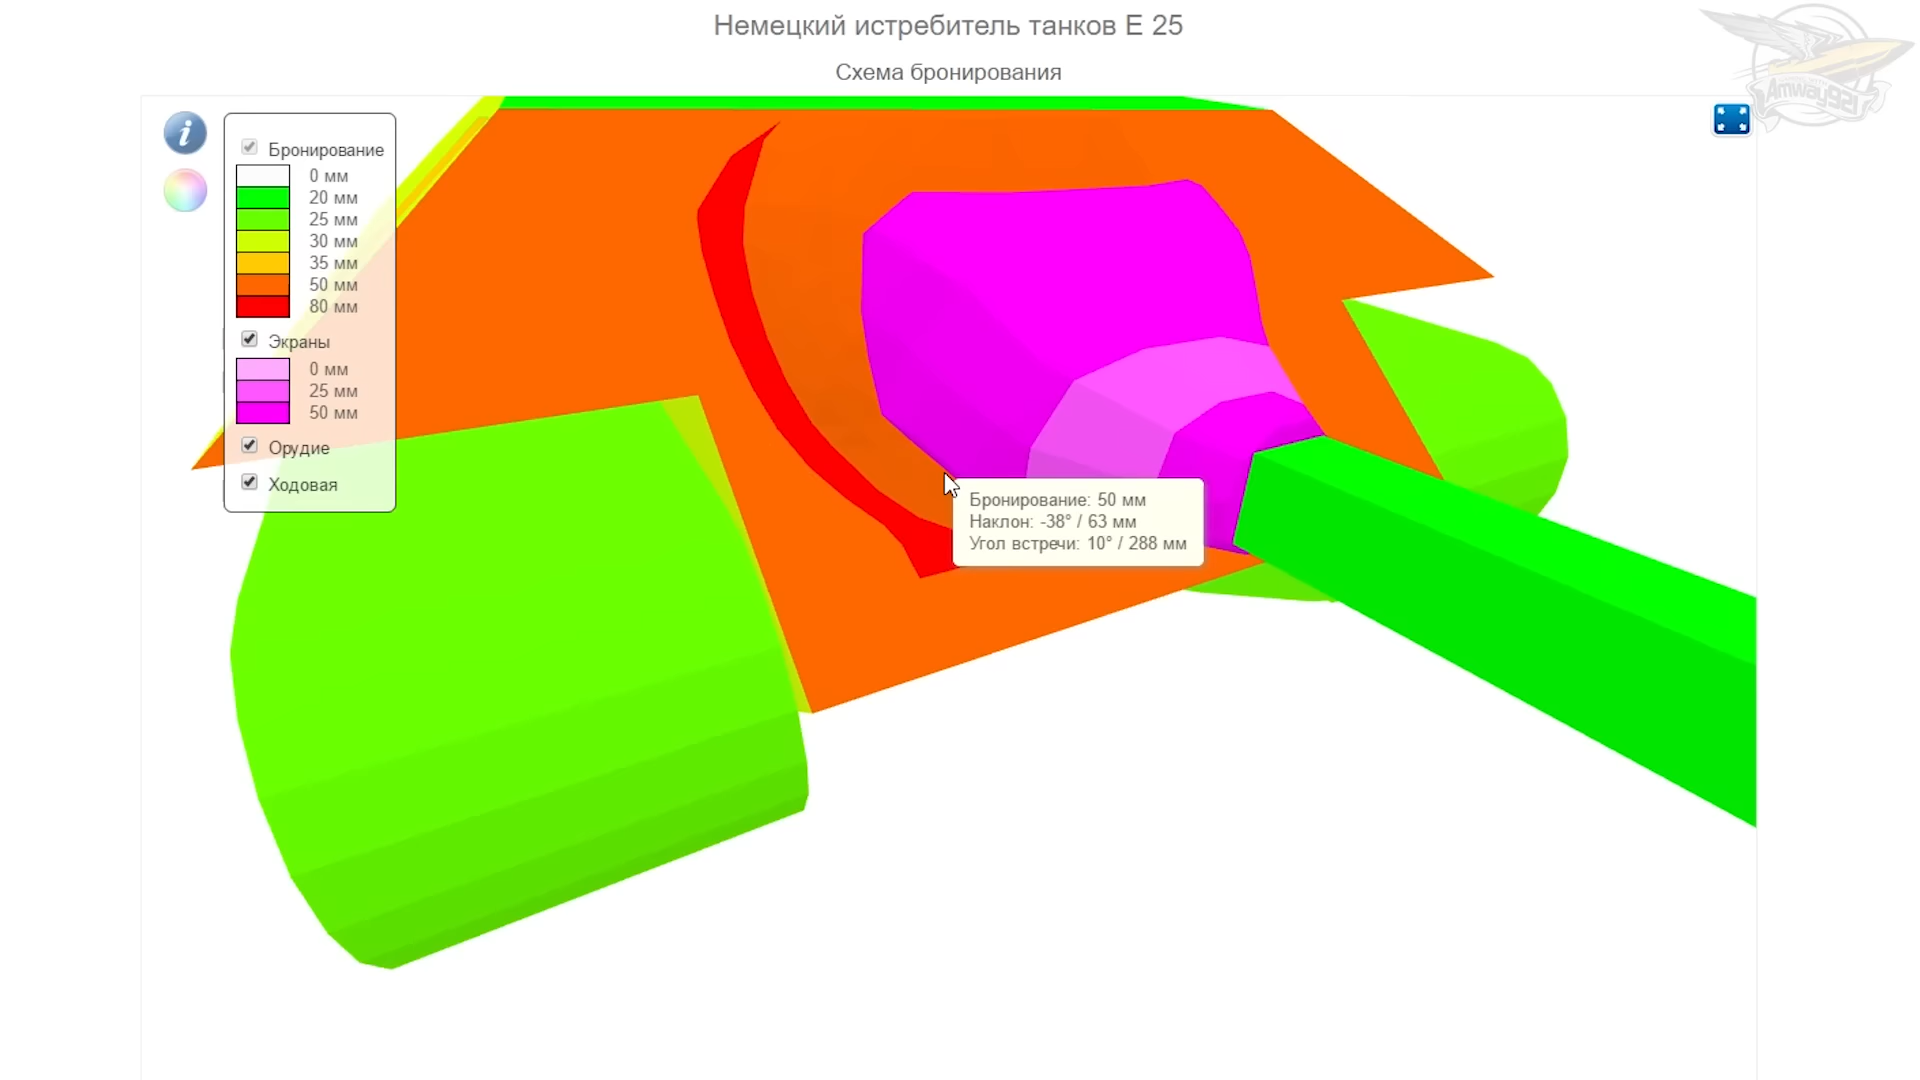 Немецкий истребитель танков E 25
Схема бронирования
Amway921
i
Бронирование
0 мм
20 мм
25 мм
30 мм
35 мм
50 мм
80 мм
Экраны
0 мм
25 мм
50 мм
Орудие
Ходовая
Бронирование: 50 мм
Наклон: -38° / 63 мм
Угол встречи: 10° / 288 мм